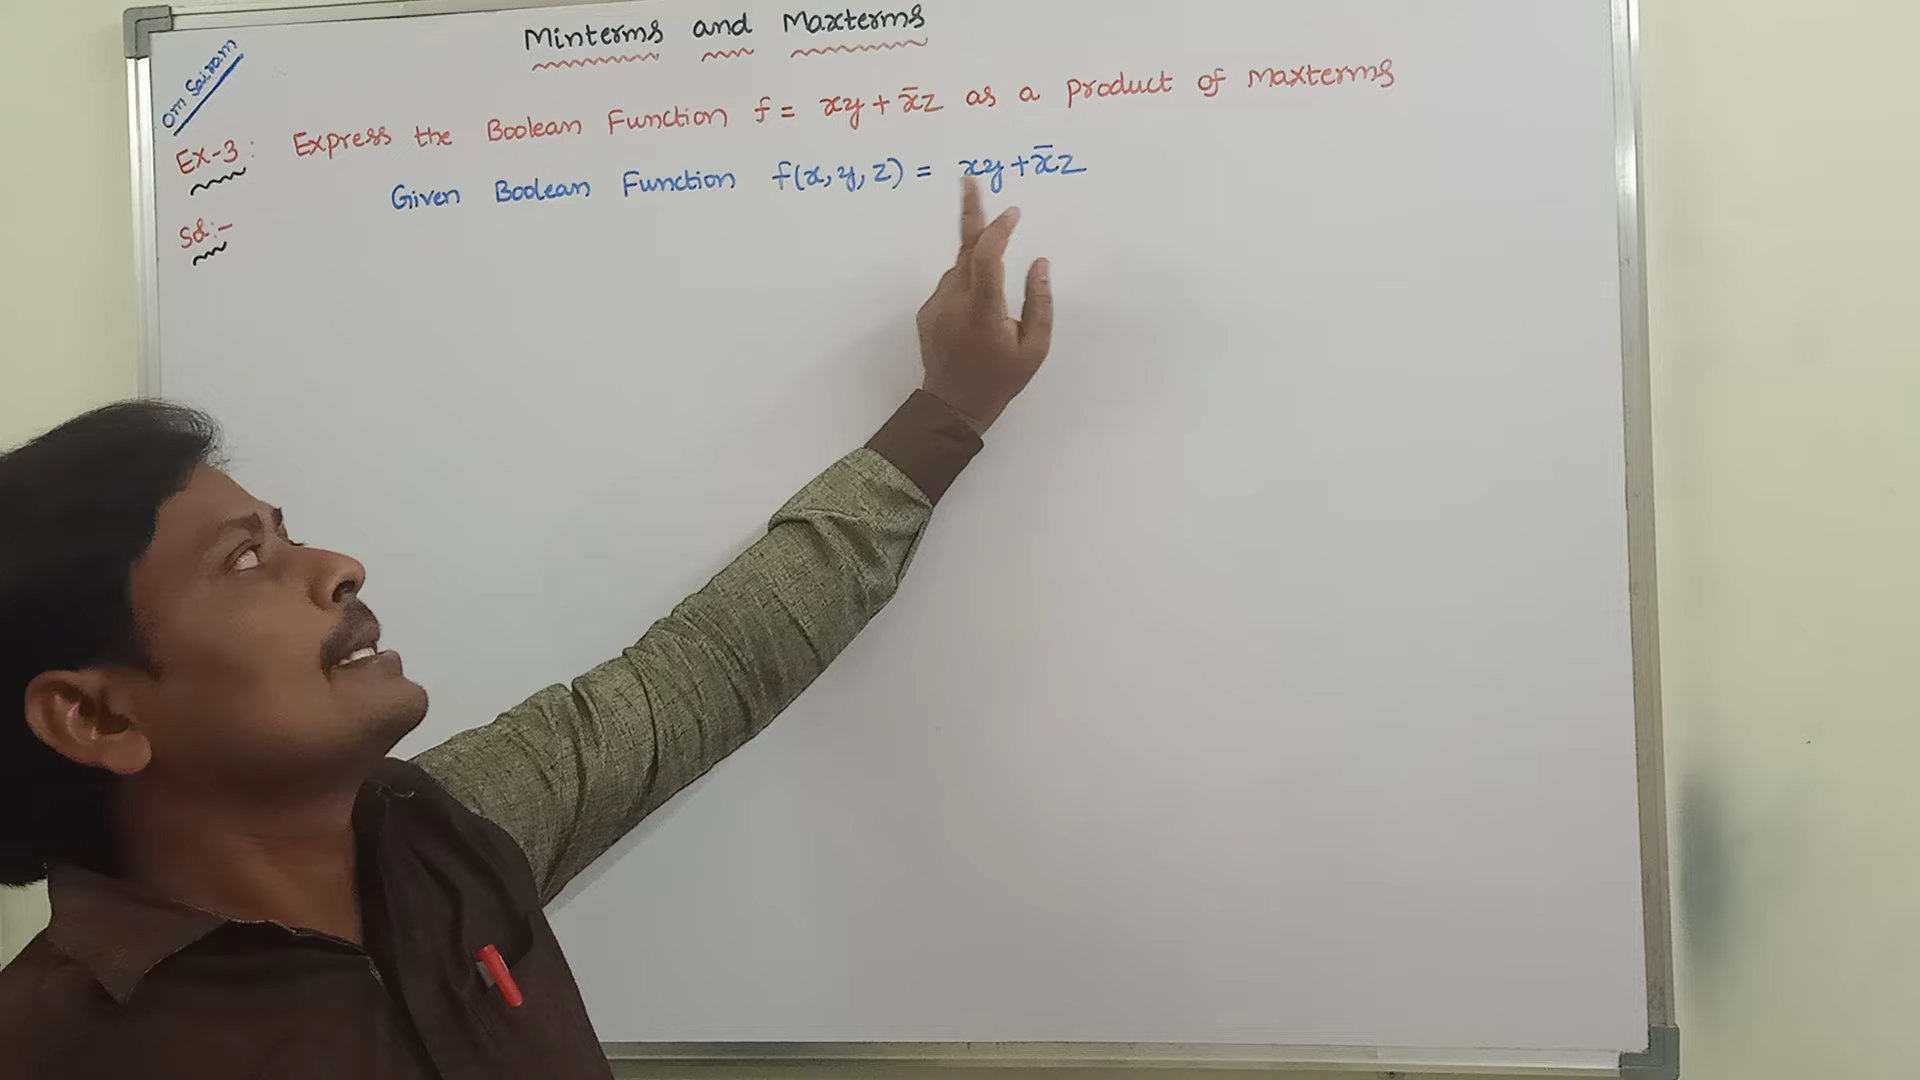 Minterms and Maxterms
Om Sairam
Ex-3: Express the Boolean Function f = xy + x̄z as a product of Maxterms
Sol:-
Given Boolean Function f(x, y, z) = xy + x̄z